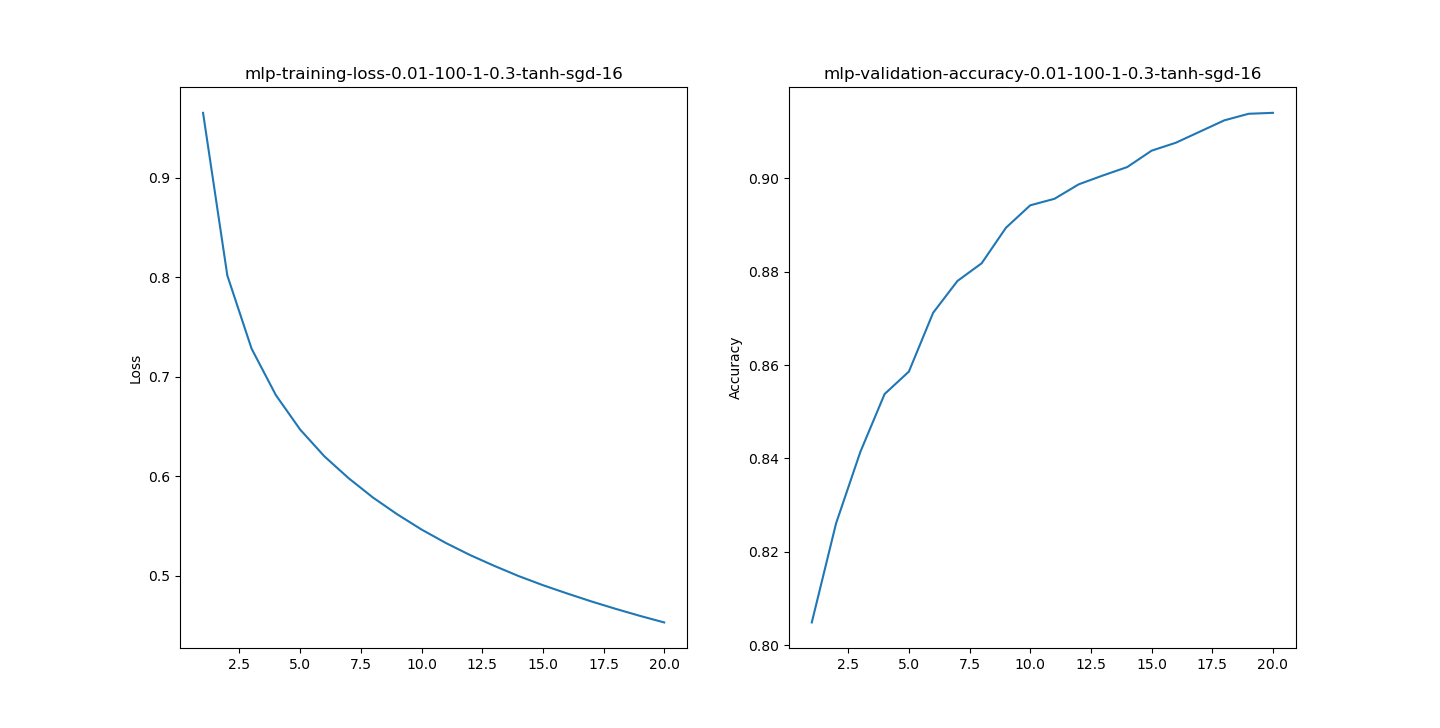 mlp-training-loss-0.01-100-1-0.3-tanh-sgd-16
0.9
0.8
0.7
0.6
0.5
Loss
2.5 5.0 7.5 10.0 12.5 15.0 17.5 20.0
mlp-validation-accuracy-0.01-100-1-0.3-tanh-sgd-16
0.90
0.88
0.86
0.84
0.82
0.80
Accuracy
2.5 5.0 7.5 10.0 12.5 15.0 17.5 20.0